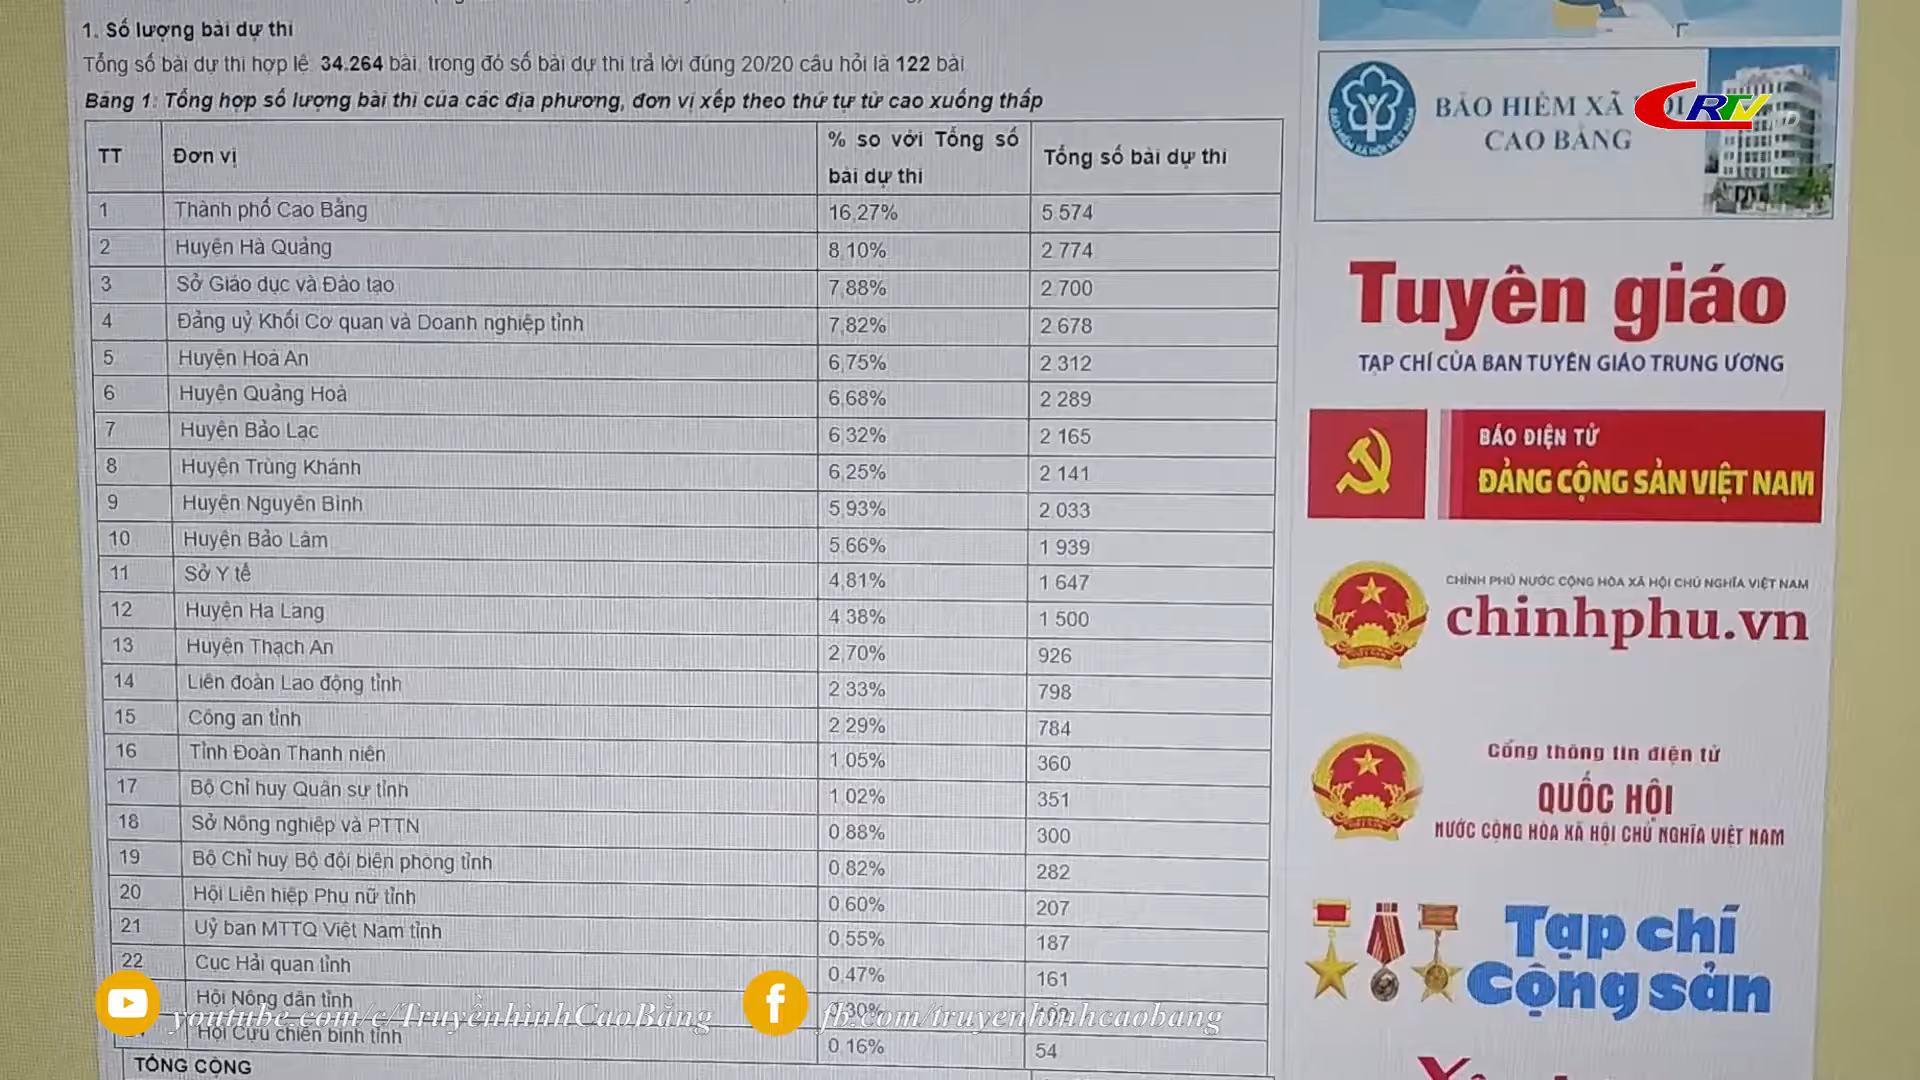 1. Số lượng bài dự thi
Tổng số bài dự thi hợp lệ: 34.264 bài, trong đó số bài dự thi trả lời đúng 20/20 câu hỏi là 122 bài
Bảng 1: Tổng hợp số lượng bài thi của các địa phương, đơn vị xếp theo thứ tự từ cao xuống thấp
TT Đơn vị % so với Tổng số bài dự thi Tổng số bài dự thi
1 Thành phố Cao Bằng 16,27% 5.574
2 Huyện Hà Quảng 8,10% 2.774
3 Sở Giáo dục và Đào tạo 7,88% 2.700
4 Đảng uỷ Khối Cơ quan và Doanh nghiệp tỉnh 7,82% 2.678
5 Huyện Hoà An 6,75% 2.312
6 Huyện Quảng Hoà 6,68% 2.289
7 Huyện Bảo Lạc 6,32% 2.165
8 Huyện Trùng Khánh 6,25% 2.141
9 Huyện Nguyên Bình 5,93% 2.033
10 Huyện Bảo Lâm 5,66% 1.939
11 Sở Y tế 4,81% 1.647
12 Huyện Hạ Lang 4,38% 1.500
13 Huyện Thạch An 2,70% 926
14 Liên đoàn Lao động tỉnh 2,33% 798
15 Công an tỉnh 2,29% 784
16 Tỉnh Đoàn Thanh niên 1,05% 360
17 Bộ Chỉ huy Quân sự tỉnh 1,02% 351
18 Sở Nông nghiệp và PTTN 0,88% 300
19 Bộ Chỉ huy Bộ đội biên phòng tỉnh 0,82% 282
20 Hội Liên hiệp Phụ nữ tỉnh 0,60% 207
21 Uỷ ban MTTQ Việt Nam tỉnh 0,55% 187
22 Cục Hải quan tỉnh 0,47% 161
Hội Nông dân tỉnh 0,30%
Hội Cựu chiến binh tỉnh 0,16% 54
TỔNG CỘNG
youtube.com/c/TruyềnhìnhCaoBằng
fb.com/truyenhinhcaobang
BẢO HIỂM XÃ HỘI
CAO BẰNG
CRTV HD
Tuyên giáo
TẠP CHÍ CỦA BAN TUYÊN GIÁO TRUNG ƯƠNG
BÁO ĐIỆN TỬ
ĐẢNG CỘNG SẢN VIỆT NAM
CHÍNH PHỦ NƯỚC CỘNG HÒA XÃ HỘI CHỦ NGHĨA VIỆT NAM
chinhphu.vn
Cổng thông tin điện tử
QUỐC HỘI
NƯỚC CỘNG HÒA XÃ HỘI CHỦ NGHĨA VIỆT NAM
Tạp chí
Cộng sản